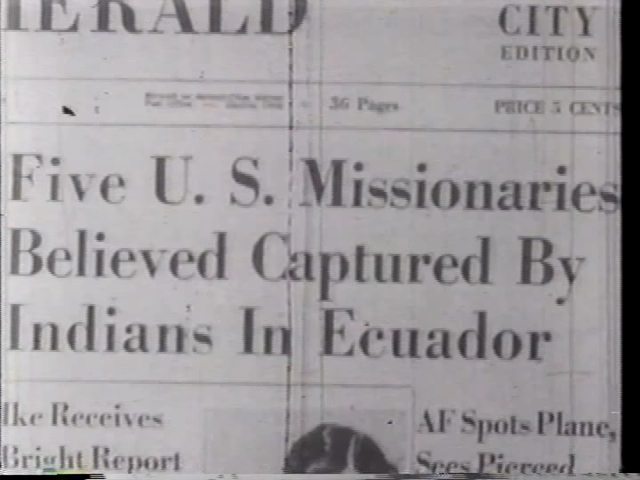 HERALD
CITY
EDITION
36 Pages
PRICE 5 CENTS
Five U. S. Missionaries
Believed Captured By
Indians In Ecuador
Ike Receives
Bright Report
AF Spots Plane,
Sees Pierced